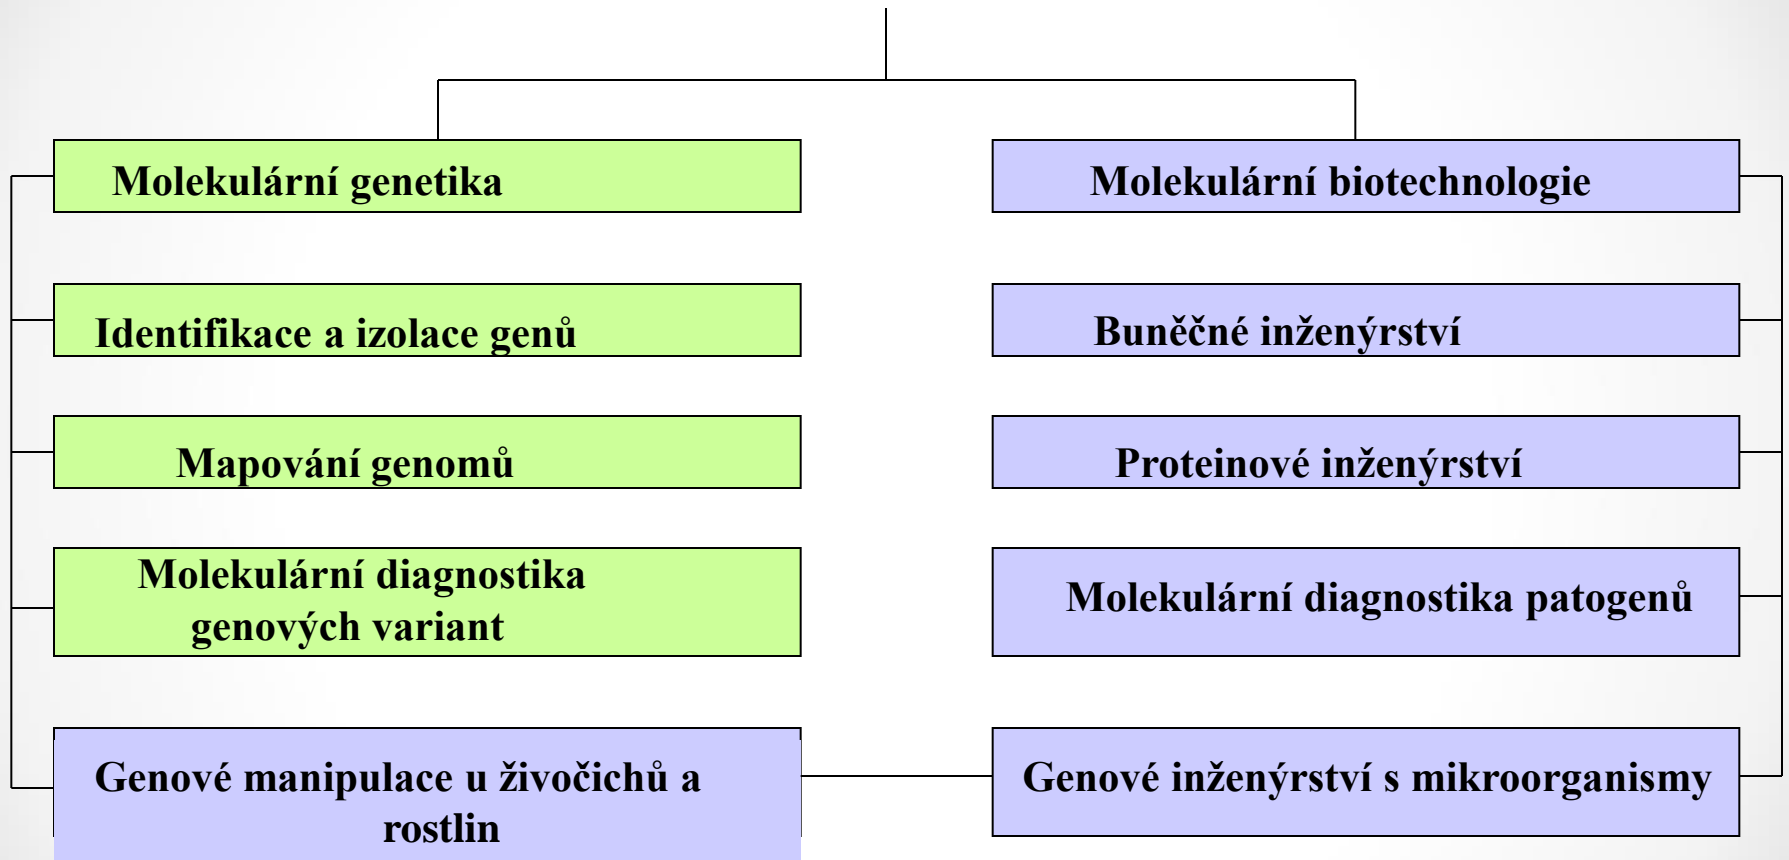 Molekulární genetika
Identifikace a izolace genů
Mapování genomů
Molekulární diagnostika
genových variant
Genové manipulace u živočichů a
rostlin
Molekulární biotechnologie
Buněčné inženýrství
Proteinové inženýrství
Molekulární diagnostika patogenů
Genové inženýrství s mikroorganismy